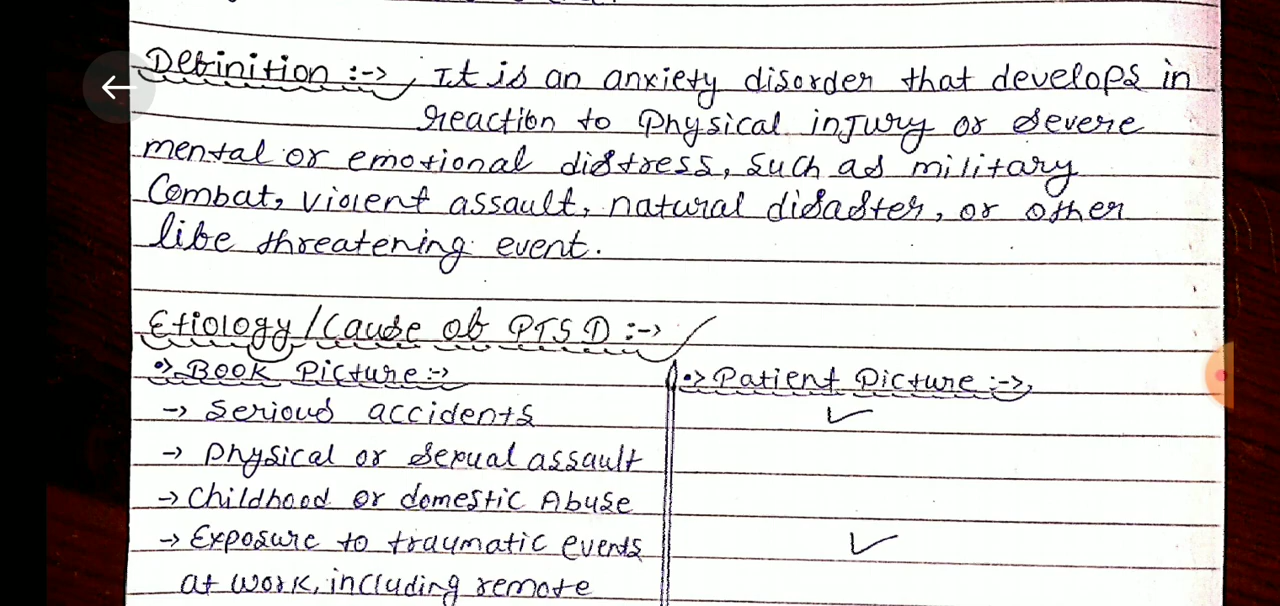 Definition :->, It is an anxiety disorder that develops in
reaction to Physical injury or severe
mental or emotional distress, such as military
Combat, violent assault, natural disaster, or other
life threatening event.
Etiology/Cause of PTSD :->
•> Book Picture :-> •> Patient Picture :->,
-> Serious accidents ✓
-> Physical or Sexual assault
-> Childhood or domestic Abuse
-> Exposure to traumatic events ✓
at work, including remote